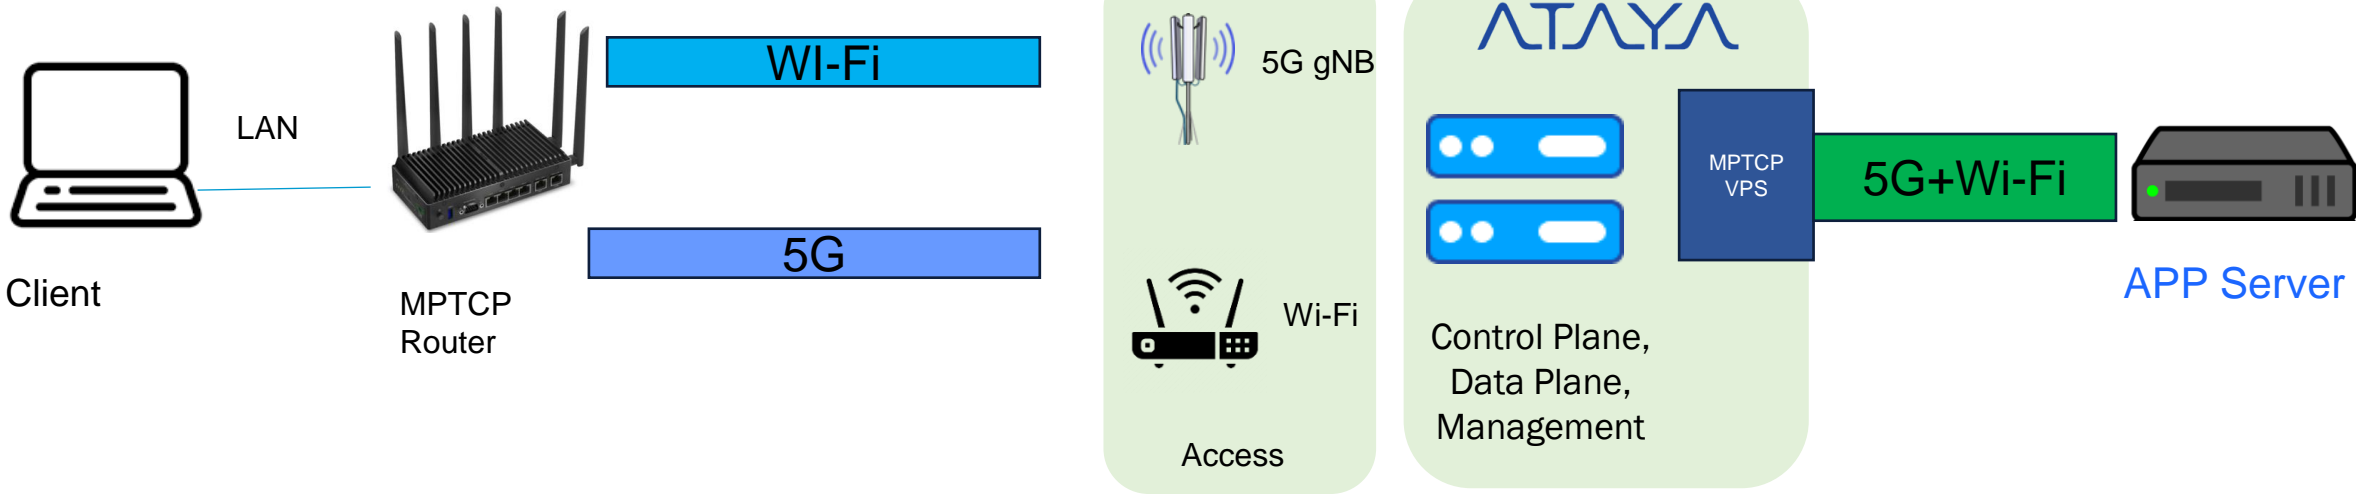 Client
LAN
MPTCP
Router
WI-Fi
5G
5G gNB
Wi-Fi
Access
ATAYA
Control Plane,
Data Plane,
Management
MPTCP
VPS
5G+Wi-Fi
APP Server